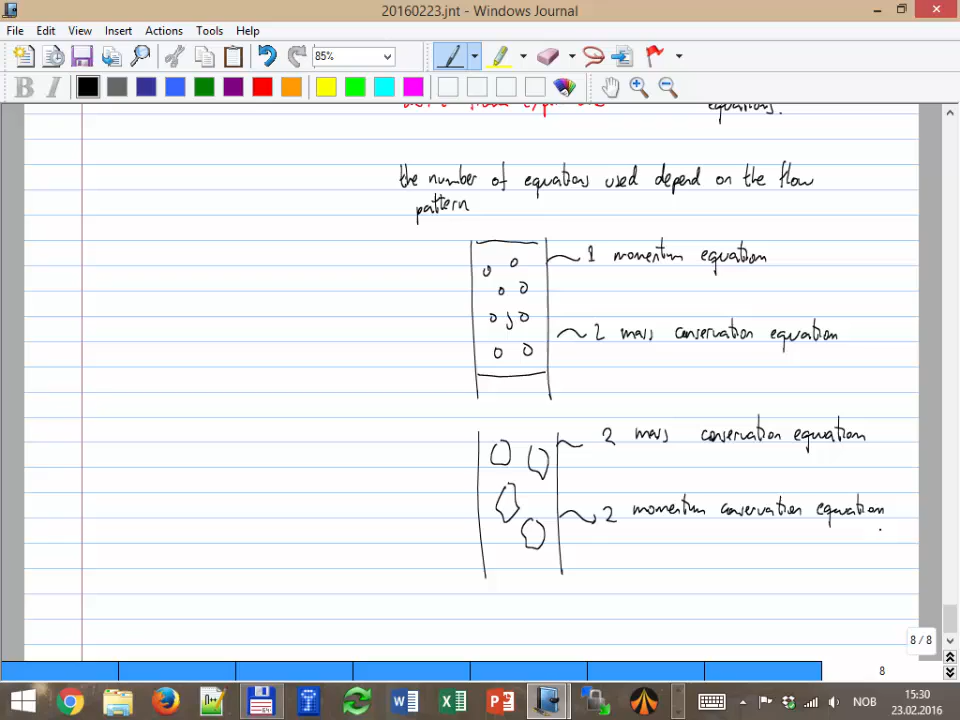 20160223.jnt - Windows Journal
File Edit View Insert Actions Tools Help
85%
B I
equations.
the number of equations used depend on the flow
pattern
1 momentum equation
2 mass conservation equation
2 mass conservation equation
2 momentum conservation equation
8 / 8
8
NOB
15:30
23.02.2016